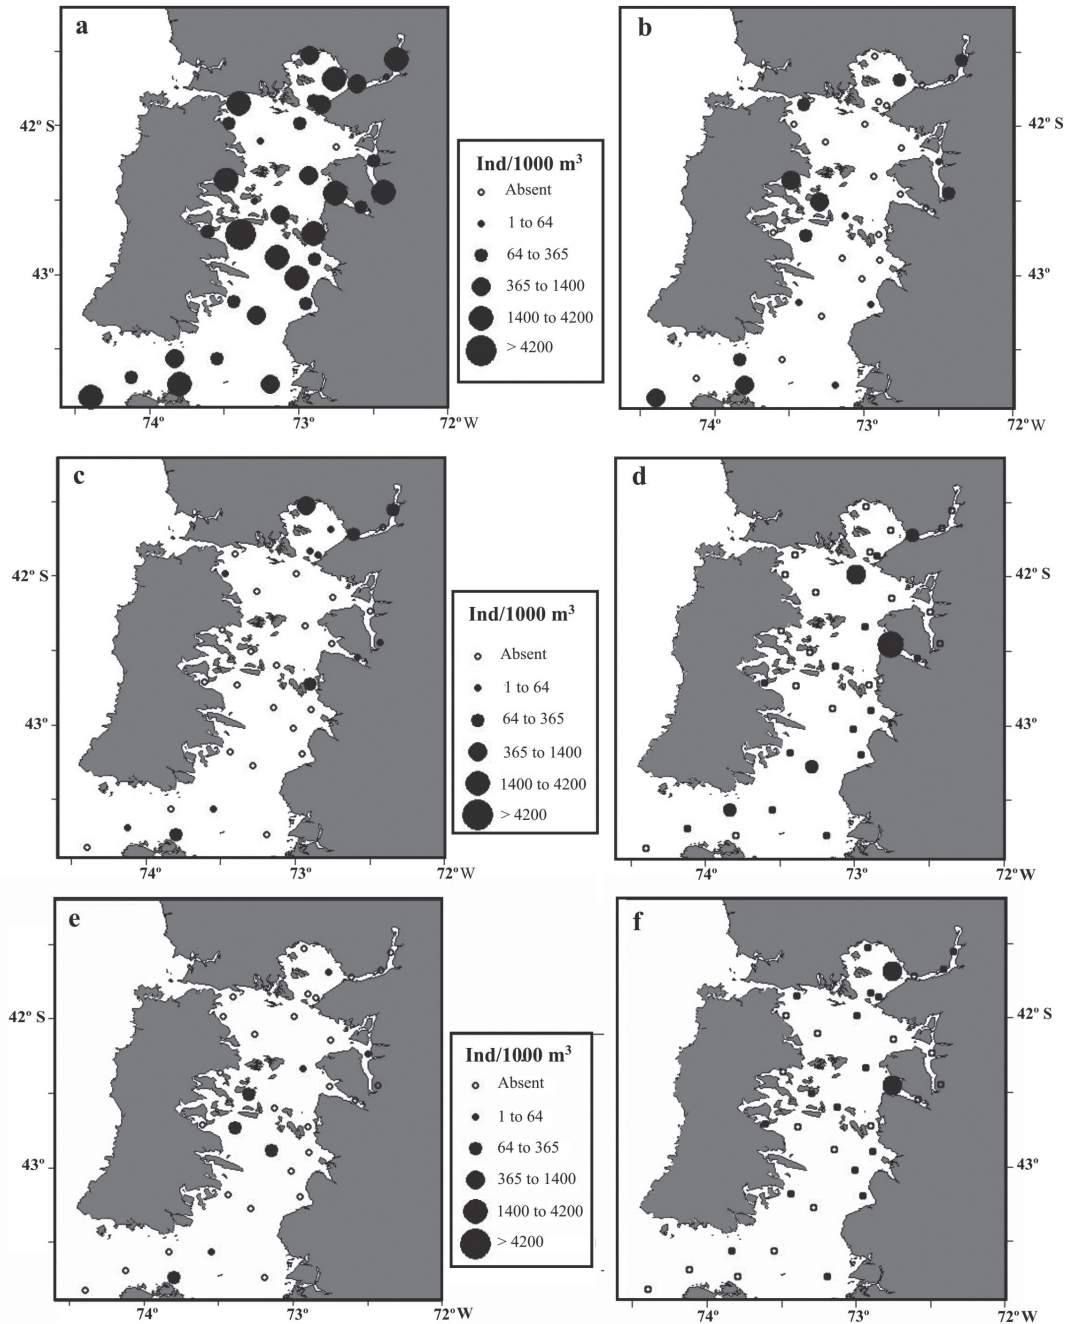 a
b
42° S
42° S
43°
43°
Ind/1000 m³
Absent
1 to 64
64 to 365
365 to 1400
1400 to 4200
> 4200
74°
73°
72°W
74°
73°
72°W
c
d
42° S
42° S
43°
43°
Ind/1000 m³
Absent
1 to 64
64 to 365
365 to 1400
1400 to 4200
> 4200
74°
73°
72°W
74°
73°
72°W
e
f
42° S
42° S
43°
43°
Ind/1000 m³
Absent
1 to 64
64 to 365
365 to 1400
1400 to 4200
> 4200
74°
73°
72°W
74°
73°
72°W